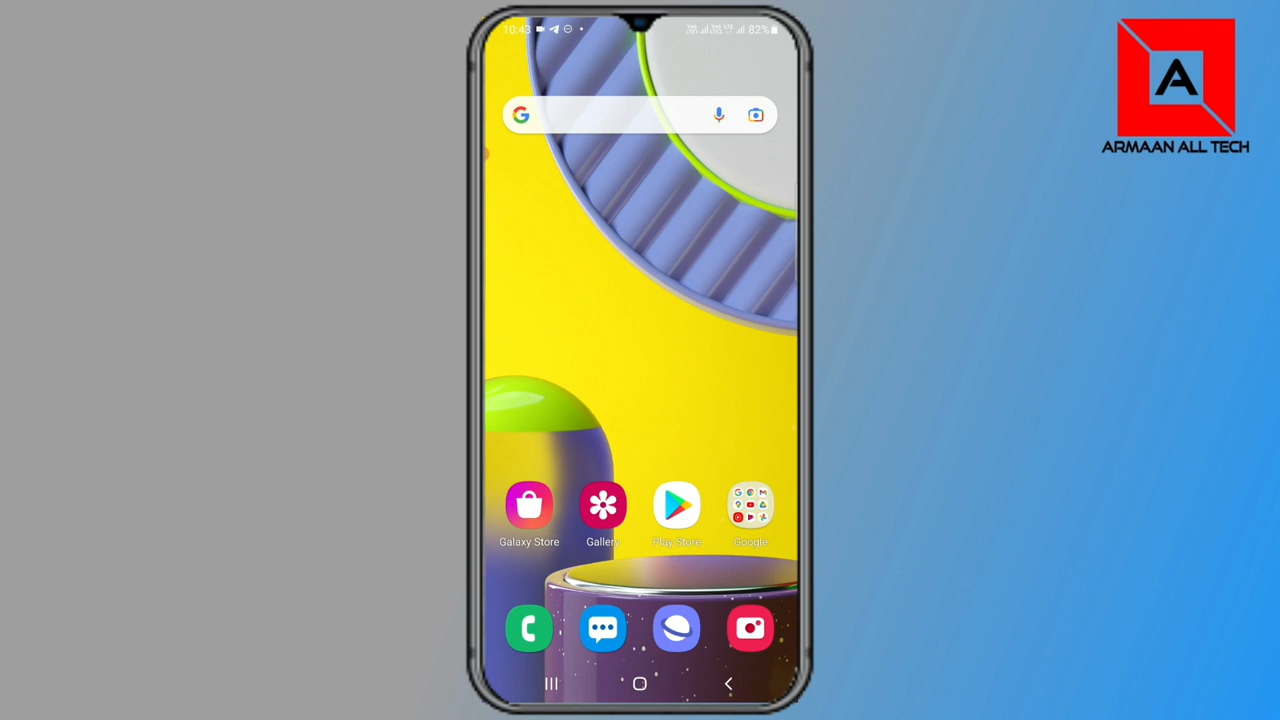 10:43
82%
ARMAAN ALL TECH
Galaxy Store
Gallery
Play Store
Google